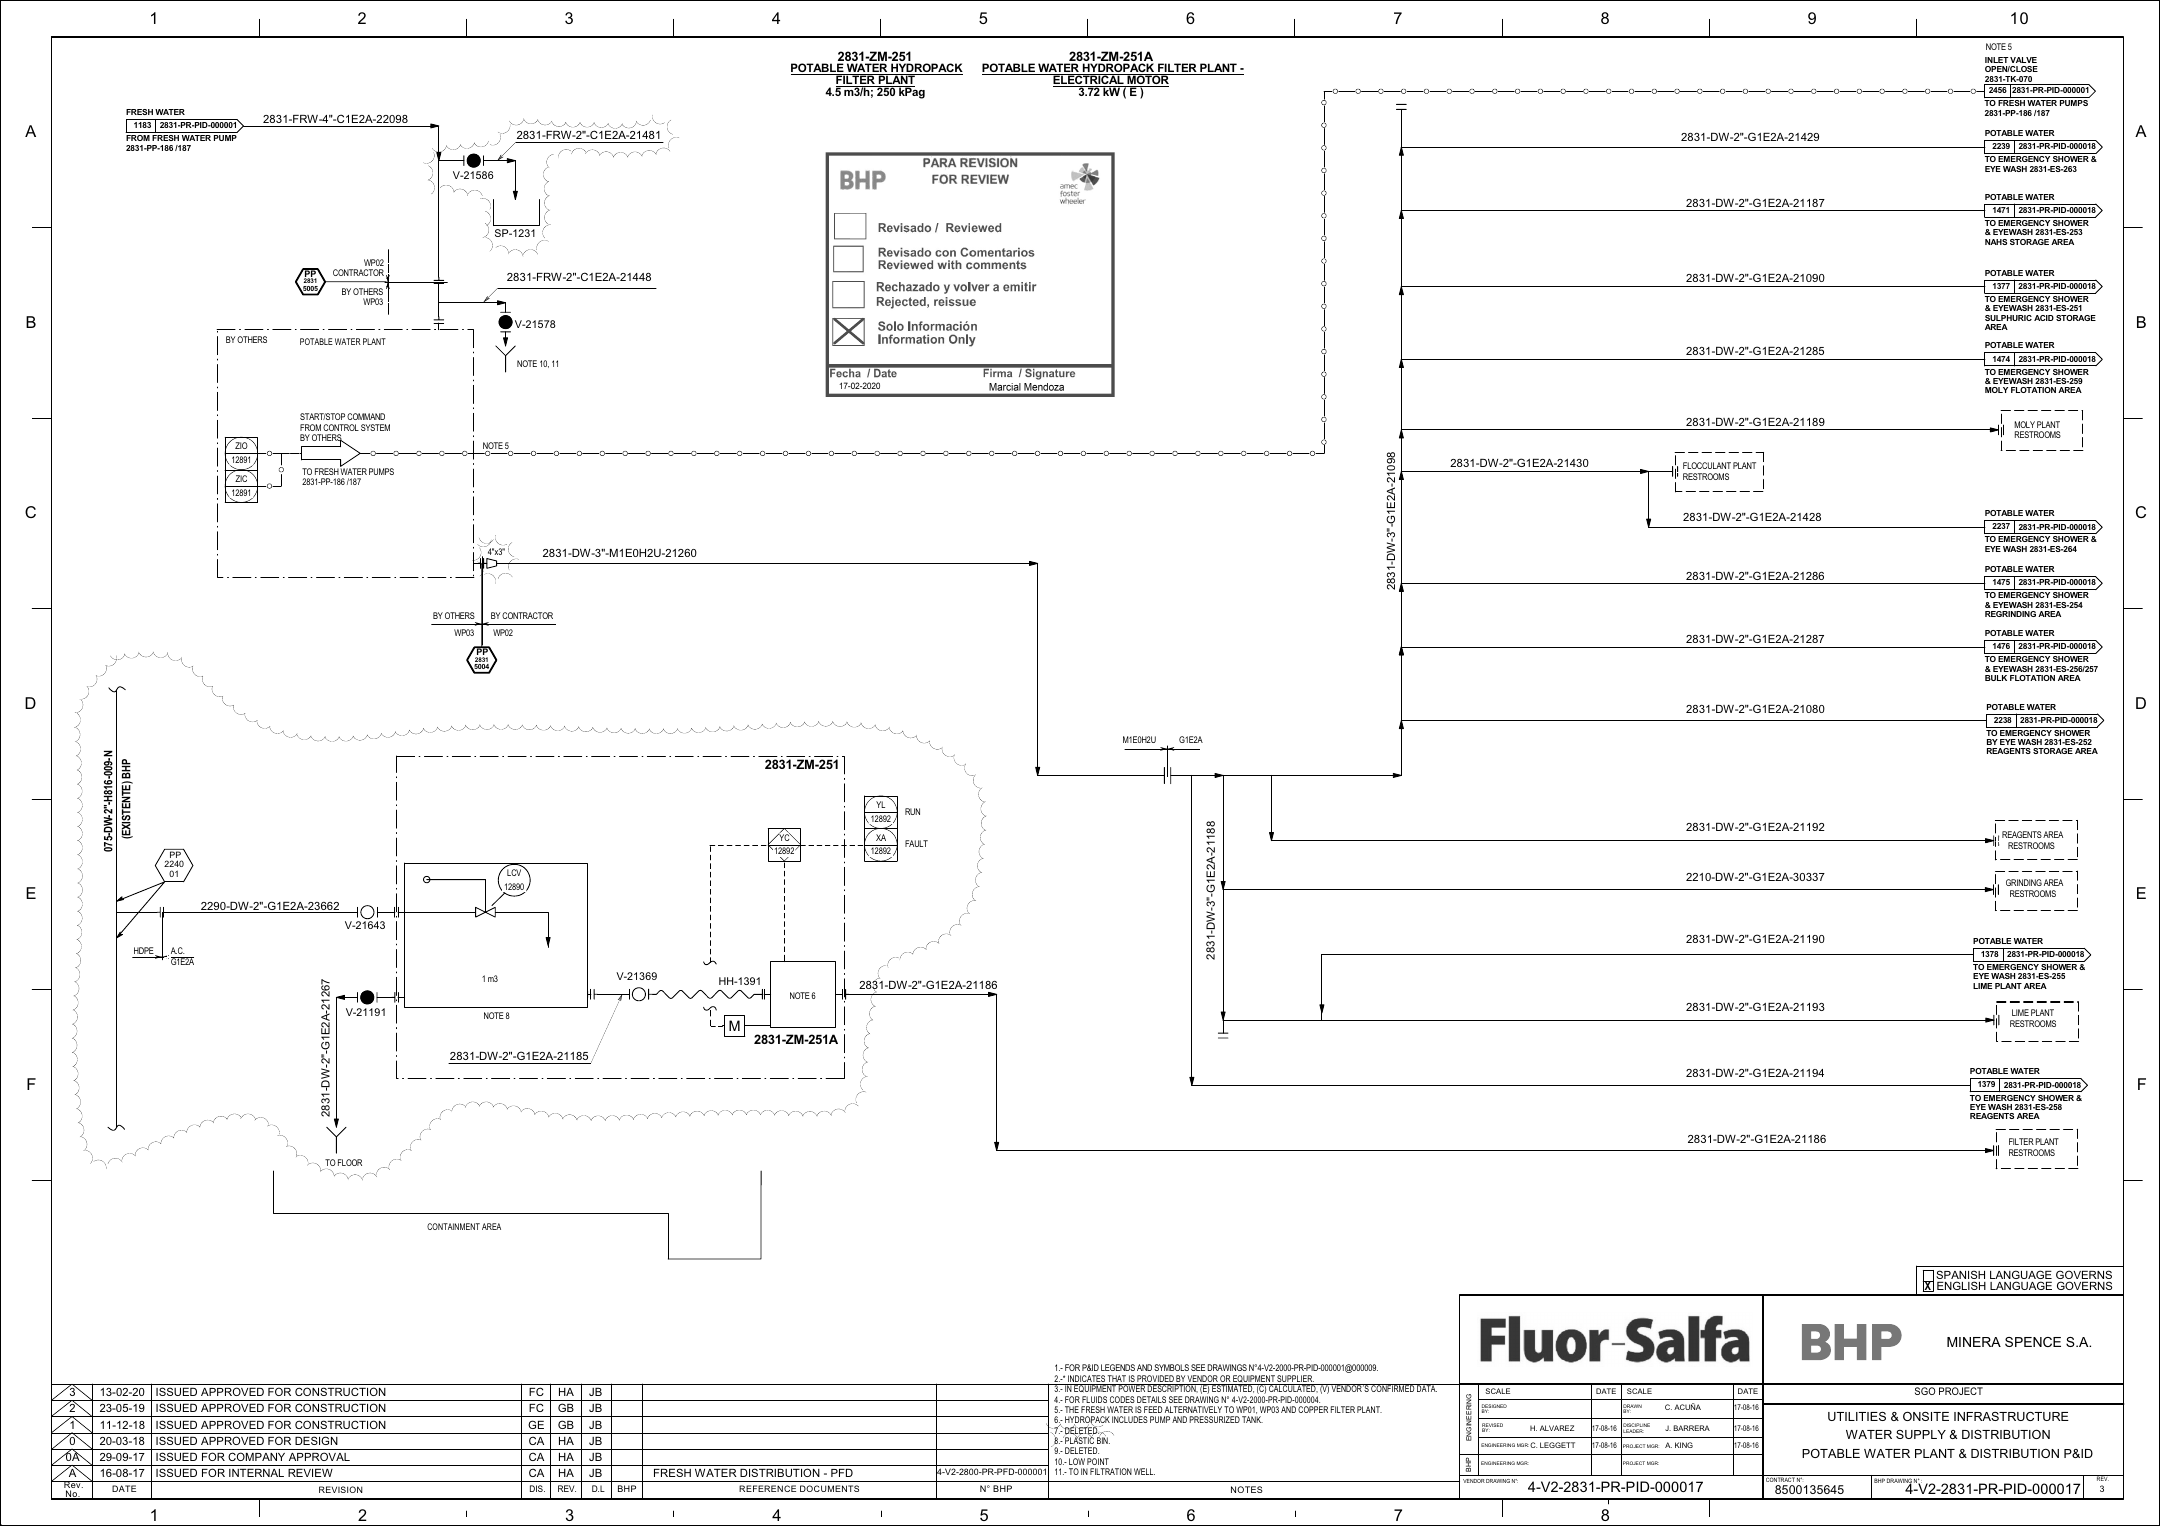 1 2 3 4 5 6 7 8 9 10
A
B
C
D
E
F
2831-ZM-251
POTABLE WATER HYDROPACK
FILTER PLANT
4.5 m3/h; 250 kPag
2831-ZM-251A
POTABLE WATER HYDROPACK FILTER PLANT -
ELECTRICAL MOTOR
3.72 kW ( E )
FRESH WATER
1183 2831-PR-PID-000001
FROM FRESH WATER PUMP
2831-PP-186 /187
2831-FRW-4"-C1E2A-22098
2831-FRW-2"-C1E2A-21481
V-21586
SP-1231
WP02
CONTRACTOR
BY OTHERS
WP03
PP
2831
5005
2831-FRW-2"-C1E2A-21448
V-21578
NOTE 10, 11
BY OTHERS
POTABLE WATER PLANT
START/STOP COMMAND
FROM CONTROL SYSTEM
BY OTHERS
ZIO
12891
ZIC
12891
TO FRESH WATER PUMPS
2831-PP-186 /187
NOTE 5
4"x3"
2831-DW-3"-M1E0H2U-21260
BY OTHERS
BY CONTRACTOR
WP03
WP02
PP
2831
5004
PARA REVISION
FOR REVIEW
BHP
amec
foster
wheeler
Revisado / Reviewed
Revisado con Comentarios
Reviewed with comments
Rechazado y volver a emitir
Rejected, reissue
Solo Información
Information Only
Fecha / Date
Firma / Signature
17-02-2020
Marcial Mendoza
NOTE 5
INLET VALVE
OPEN/CLOSE
2831-TK-070
2456 2831-PR-PID-000001
TO FRESH WATER PUMPS
2831-PP-186 /187
2831-DW-2"-G1E2A-21429
POTABLE WATER
2239 2831-PR-PID-000018
TO EMERGENCY SHOWER &
EYE WASH 2831-ES-263
2831-DW-2"-G1E2A-21187
POTABLE WATER
1471 2831-PR-PID-000018
TO EMERGENCY SHOWER
& EYEWASH 2831-ES-253
NAHS STORAGE AREA
2831-DW-2"-G1E2A-21090
POTABLE WATER
1377 2831-PR-PID-000018
TO EMERGENCY SHOWER
& EYEWASH 2831-ES-251
SULPHURIC ACID STORAGE
AREA
2831-DW-2"-G1E2A-21285
POTABLE WATER
1474 2831-PR-PID-000018
TO EMERGENCY SHOWER
& EYEWASH 2831-ES-259
MOLY FLOTATION AREA
2831-DW-2"-G1E2A-21189
MOLY PLANT
RESTROOMS
2831-DW-3"-G1E2A-21098
2831-DW-2"-G1E2A-21430
FLOCCULANT PLANT
RESTROOMS
2831-DW-2"-G1E2A-21428
POTABLE WATER
2237 2831-PR-PID-000018
TO EMERGENCY SHOWER &
EYE WASH 2831-ES-264
2831-DW-2"-G1E2A-21286
POTABLE WATER
1475 2831-PR-PID-000018
TO EMERGENCY SHOWER
& EYEWASH 2831-ES-254
REGRINDING AREA
2831-DW-2"-G1E2A-21287
POTABLE WATER
1476 2831-PR-PID-000018
TO EMERGENCY SHOWER
& EYEWASH 2831-ES-256/257
BULK FLOTATION AREA
2831-DW-2"-G1E2A-21080
POTABLE WATER
2238 2831-PR-PID-000018
TO EMERGENCY SHOWER
BY EYE WASH 2831-ES-252
REAGENTS STORAGE AREA
M1E0H2U
G1E2A
2831-DW-3"-G1E2A-21188
2831-DW-2"-G1E2A-21192
REAGENTS AREA
RESTROOMS
2210-DW-2"-G1E2A-30337
GRINDING AREA
RESTROOMS
2831-DW-2"-G1E2A-21190
POTABLE WATER
1378 2831-PR-PID-000018
TO EMERGENCY SHOWER &
EYE WASH 2831-ES-255
LIME PLANT AREA
2831-DW-2"-G1E2A-21193
LIME PLANT
RESTROOMS
2831-DW-2"-G1E2A-21194
POTABLE WATER
1379 2831-PR-PID-000018
TO EMERGENCY SHOWER &
EYE WASH 2831-ES-258
REAGENTS AREA
2831-DW-2"-G1E2A-21186
FILTER PLANT
RESTROOMS
075-DW-2"-H816-009-N
(EXISTENTE) BHP
PP
2240
01
2290-DW-2"-G1E2A-23662
HDPE
A.C.
G1E2A
V-21643
2831-DW-2"-G1E2A-21267
V-21191
TO FLOOR
2831-ZM-251
LCV
12890
1 m3
NOTE 8
V-21369
2831-DW-2"-G1E2A-21185
HH-1391
YC
12892
YL
12892
RUN
XA
12892
FAULT
NOTE 6
M
2831-ZM-251A
2831-DW-2"-G1E2A-21186
CONTAINMENT AREA
SPANISH LANGUAGE GOVERNS
X ENGLISH LANGUAGE GOVERNS
3 13-02-20 ISSUED APPROVED FOR CONSTRUCTION FC HA JB
2 23-05-19 ISSUED APPROVED FOR CONSTRUCTION FC GB JB
1 11-12-18 ISSUED APPROVED FOR CONSTRUCTION GE GB JB
0 20-03-18 ISSUED APPROVED FOR DESIGN CA HA JB
0A 29-09-17 ISSUED FOR COMPANY APPROVAL CA HA JB
A 16-08-17 ISSUED FOR INTERNAL REVIEW CA HA JB FRESH WATER DISTRIBUTION - PFD 4-V2-2800-PR-PFD-000001
Rev. No. DATE REVISION DIS. REV. D.L BHP REFERENCE DOCUMENTS N° BHP NOTES
1.- FOR P&ID LEGENDS AND SYMBOLS SEE DRAWINGS N°4-V2-2000-PR-PID-000001@000009.
2.-* INDICATES THAT IS PROVIDED BY VENDOR OR EQUIPMENT SUPPLIER.
3.- IN EQUIPMENT POWER DESCRIPTION, (E) ESTIMATED, (C) CALCULATED, (V) VENDOR´S CONFIRMED DATA.
4.- FOR FLUIDS CODES DETAILS SEE DRAWING N° 4-V2-2000-PR-PID-000004.
5.- THE FRESH WATER IS FEED ALTERNATIVELY TO WP01, WP03 AND COPPER FILTER PLANT.
6.- HYDROPACK INCLUDES PUMP AND PRESSURIZED TANK.
7.- DELETED.
8.- PLASTIC BIN.
9.- DELETED.
10.- LOW POINT
11.- TO IN FILTRATION WELL.
Fluor-Salfa
BHP
MINERA SPENCE S.A.
SCALE DATE SCALE DATE
ENGINEERING
DESIGNED BY: DRAWN BY: C. ACUÑA 17-08-16
REVISED BY: H. ALVAREZ 17-08-16 DISCIPLINE LEADER: J. BARRERA 17-08-16
ENGINEERING MGR: C. LEGGETT 17-08-16 PROJECT MGR: A. KING 17-08-16
BHP ENGINEERING MGR: PROJECT MGR:
VENDOR DRAWING N°: 4-V2-2831-PR-PID-000017
SGO PROJECT
UTILITIES & ONSITE INFRASTRUCTURE
WATER SUPPLY & DISTRIBUTION
POTABLE WATER PLANT & DISTRIBUTION P&ID
CONTRACT N°: 8500135645
BHP DRAWING N°: 4-V2-2831-PR-PID-000017
REV. 3
1 2 3 4 5 6 7 8